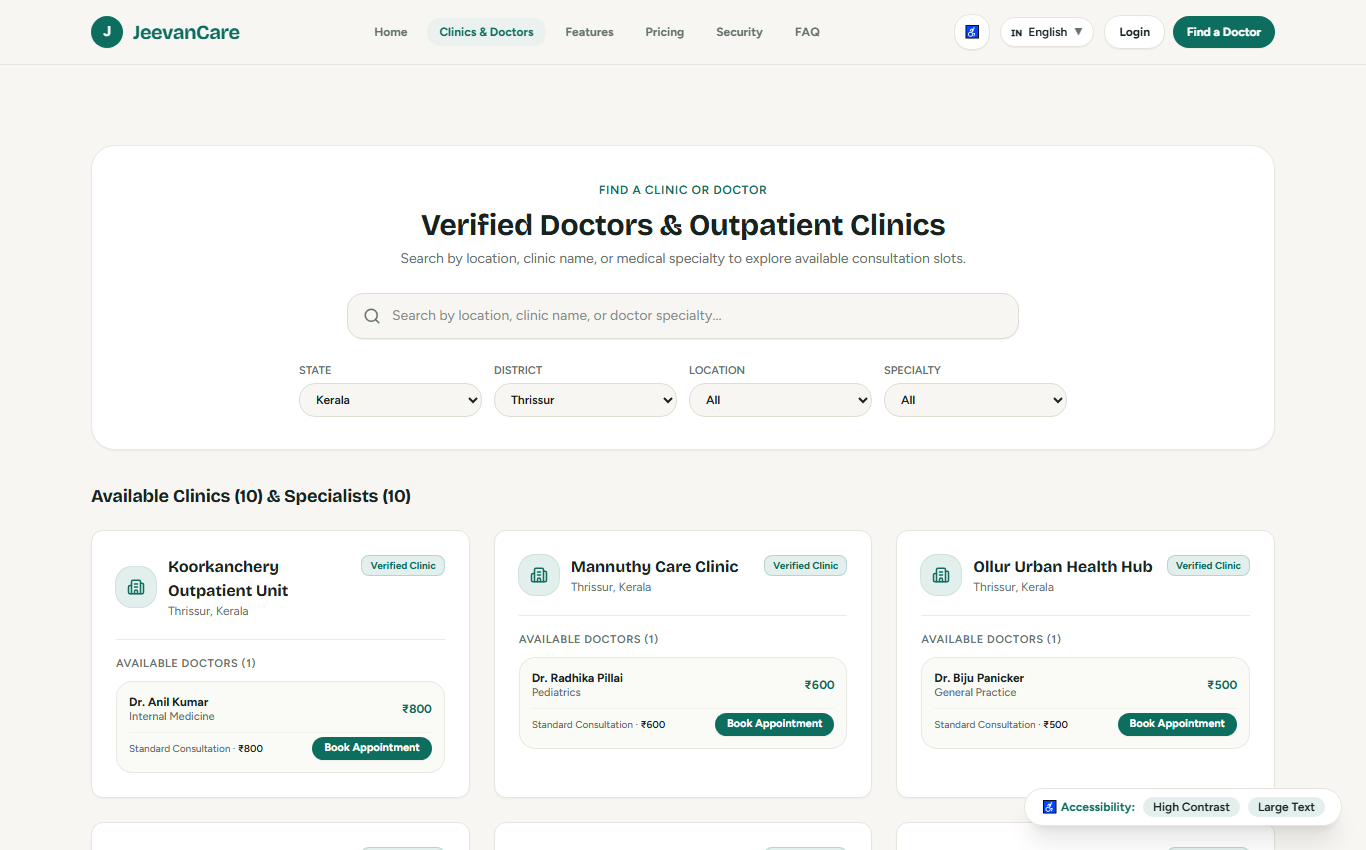 J JeevanCare Home Clinics & Doctors Features Pricing Security FAQ ♿ IN English ▼ Login Find a Doctor
FIND A CLINIC OR DOCTOR
Verified Doctors & Outpatient Clinics
Search by location, clinic name, or medical specialty to explore available consultation slots.
Search by location, clinic name, or doctor specialty...
STATE DISTRICT LOCATION SPECIALTY
Kerala Thrissur All All
Available Clinics (10) & Specialists (10)
Koorkanchery
Outpatient Unit
Verified Clinic
Thrissur, Kerala
AVAILABLE DOCTORS (1)
Dr. Anil Kumar
Internal Medicine
₹800
Standard Consultation · ₹800 Book Appointment
Mannuthy Care Clinic Verified Clinic
Thrissur, Kerala
AVAILABLE DOCTORS (1)
Dr. Radhika Pillai
Pediatrics
₹600
Standard Consultation · ₹600 Book Appointment
Ollur Urban Health Hub Verified Clinic
Thrissur, Kerala
AVAILABLE DOCTORS (1)
Dr. Biju Panicker
General Practice
₹500
Standard Consultation · ₹500 Book Appointment
♿ Accessibility: High Contrast Large Text